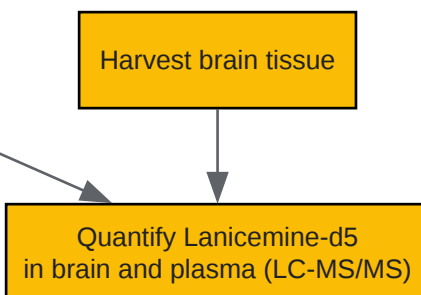 Harvest brain tissue
Quantify Lanicemine-d5
in brain and plasma (LC-MS/MS)